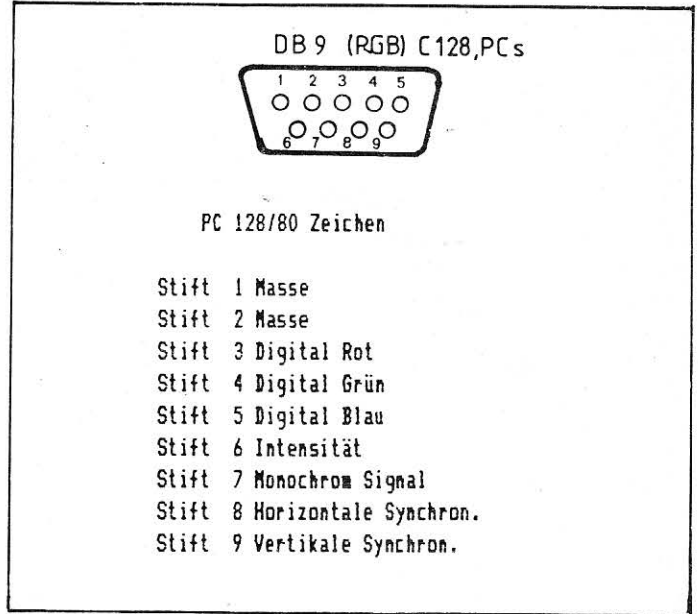 DB 9 (RGB) C128,PCs
1 2 3 4 5
6 7 8 9
PC 128/80 Zeichen
Stift 1 Masse
Stift 2 Masse
Stift 3 Digital Rot
Stift 4 Digital Grün
Stift 5 Digital Blau
Stift 6 Intensität
Stift 7 Monochrom Signal
Stift 8 Horizontale Synchron.
Stift 9 Vertikale Synchron.